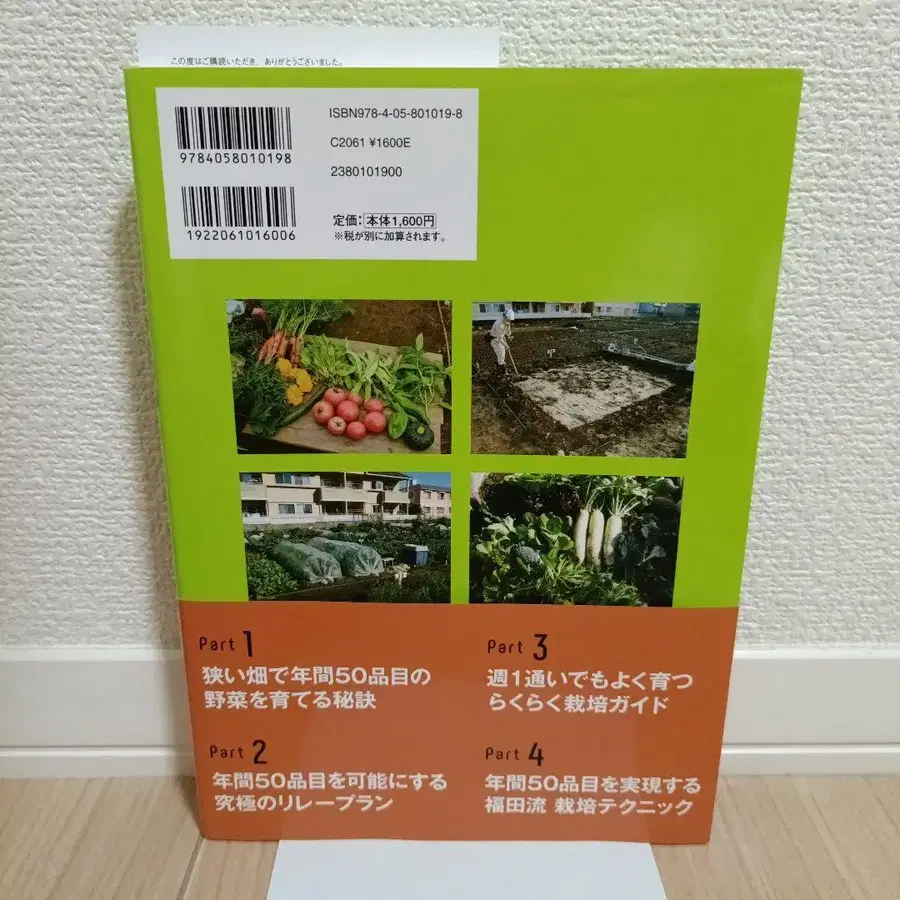 この度はご購読いただき、ありがとうございました。
ISBN978-4-05-801019-8
9784058010198
C2061 ¥1600E
2380101900
1922061016006
定価：本体1,600円
※税が別に加算されます。
Part 1
狭い畑で年間50品目の
野菜を育てる秘訣
Part 2
年間50品目を可能にする
究極のリレープラン
Part 3
週1通いでもよく育つ
らくらく栽培ガイド
Part 4
年間50品目を実現する
福田流 栽培テクニック